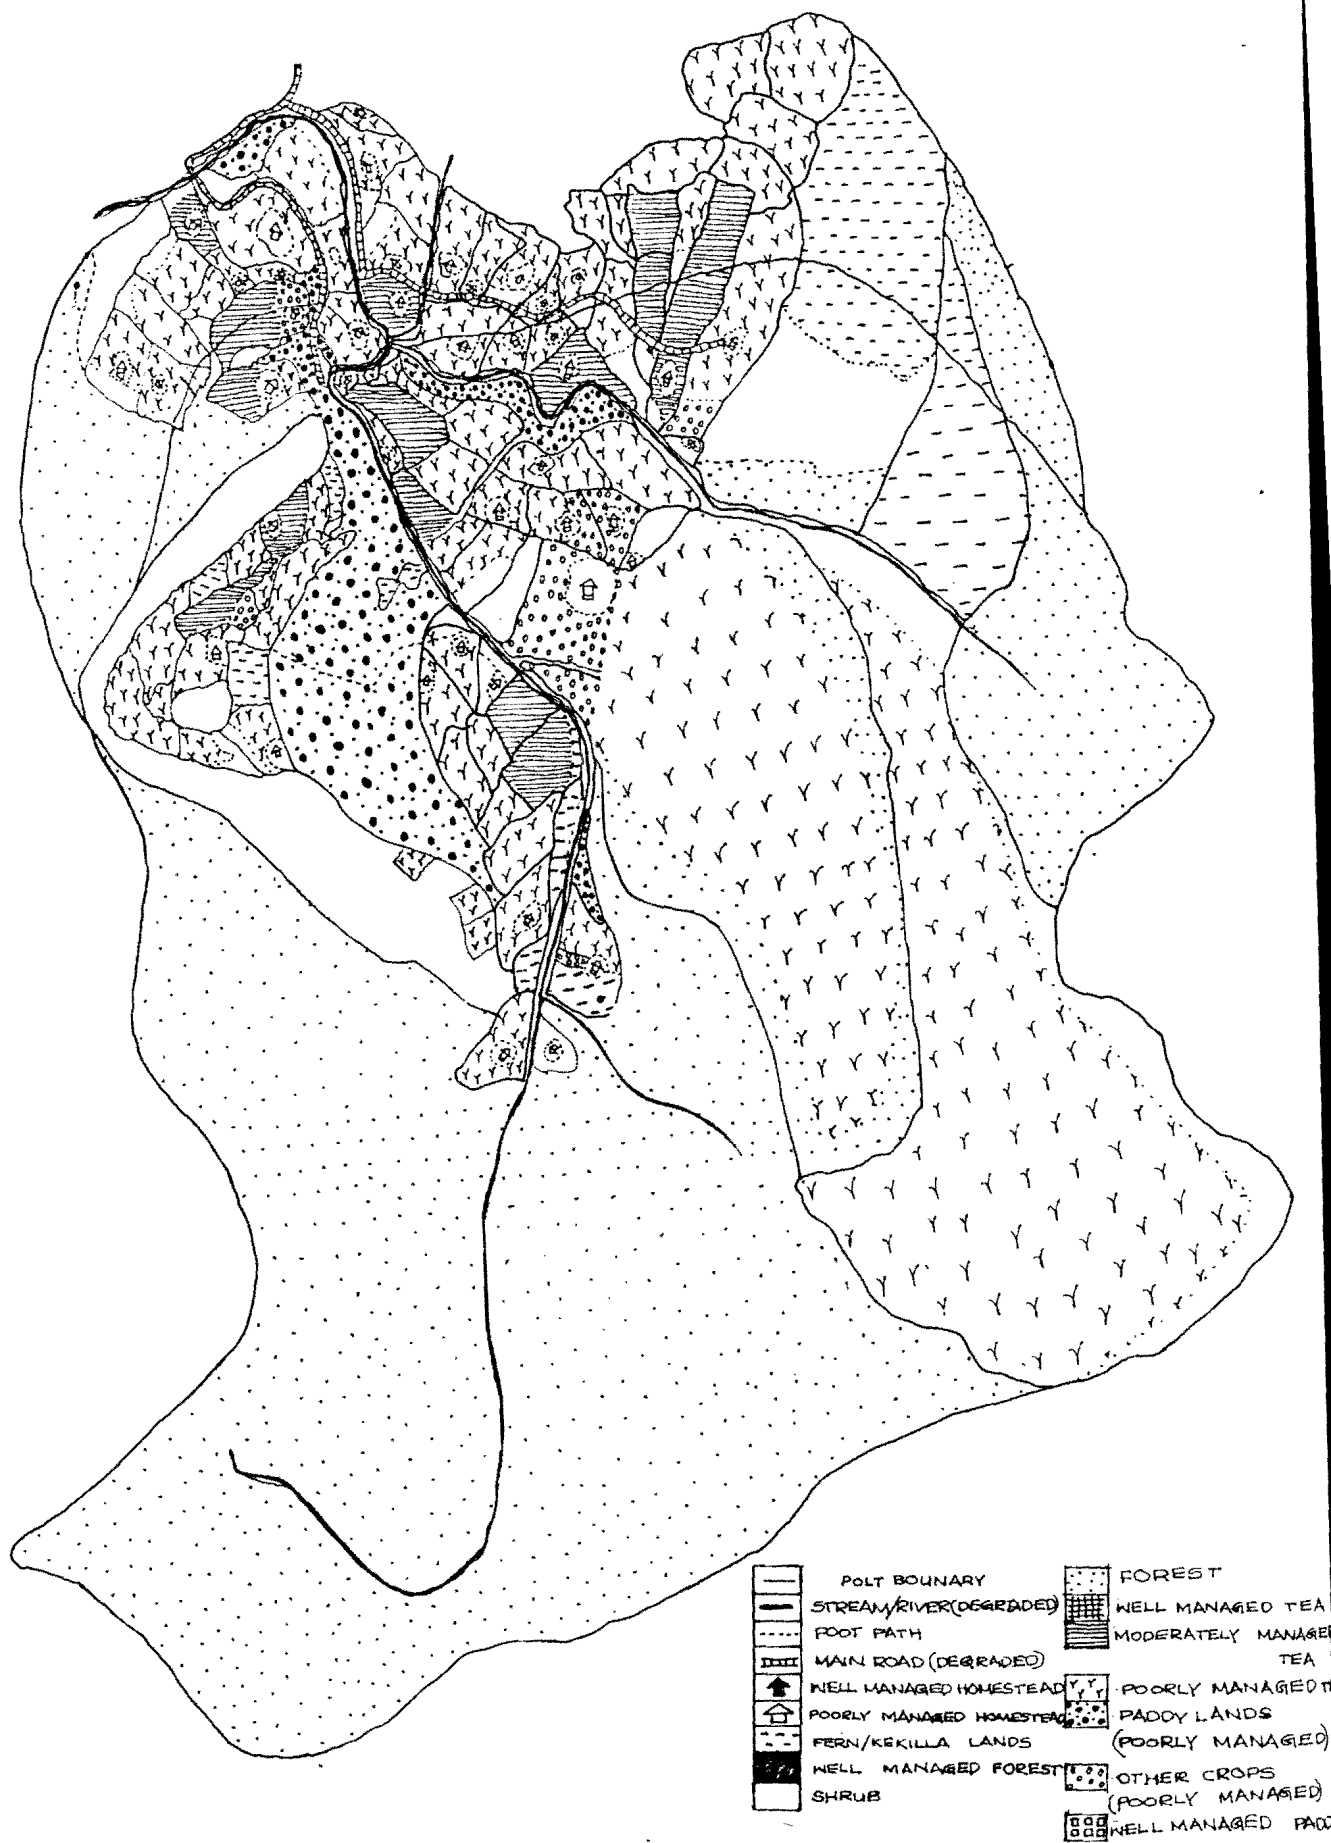 POLT BOUNARY
STREAM/RIVER(DEGRADED)
FOOT PATH
MAIN ROAD (DEGRADED)
WELL MANAGED HOMESTEAD
POORLY MANAGED HOMESTEAD
FERN/KEKILLA LANDS
WELL MANAGED FOREST
SHRUB
FOREST
WELL MANAGED TEA
MODERATELY MANAGE
TEA
POORLY MANAGED
PADDY LANDS
(POORLY MANAGED)
OTHER CROPS
(POORLY MANAGED)
WELL MANAGED PADD